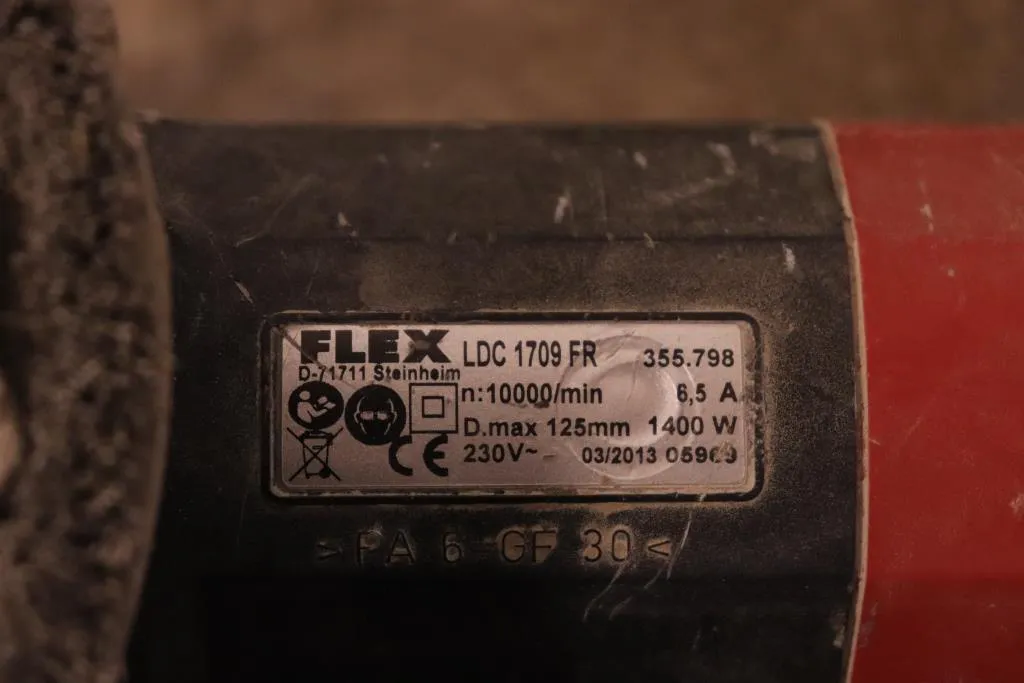 FLEX LDC 1709 FR 355.798
D-71711 Steinheim
n:10000/min 6,5 A
D.max 125mm 1400 W
CE 230V~ 03/2013
>PA 6 GF 30<